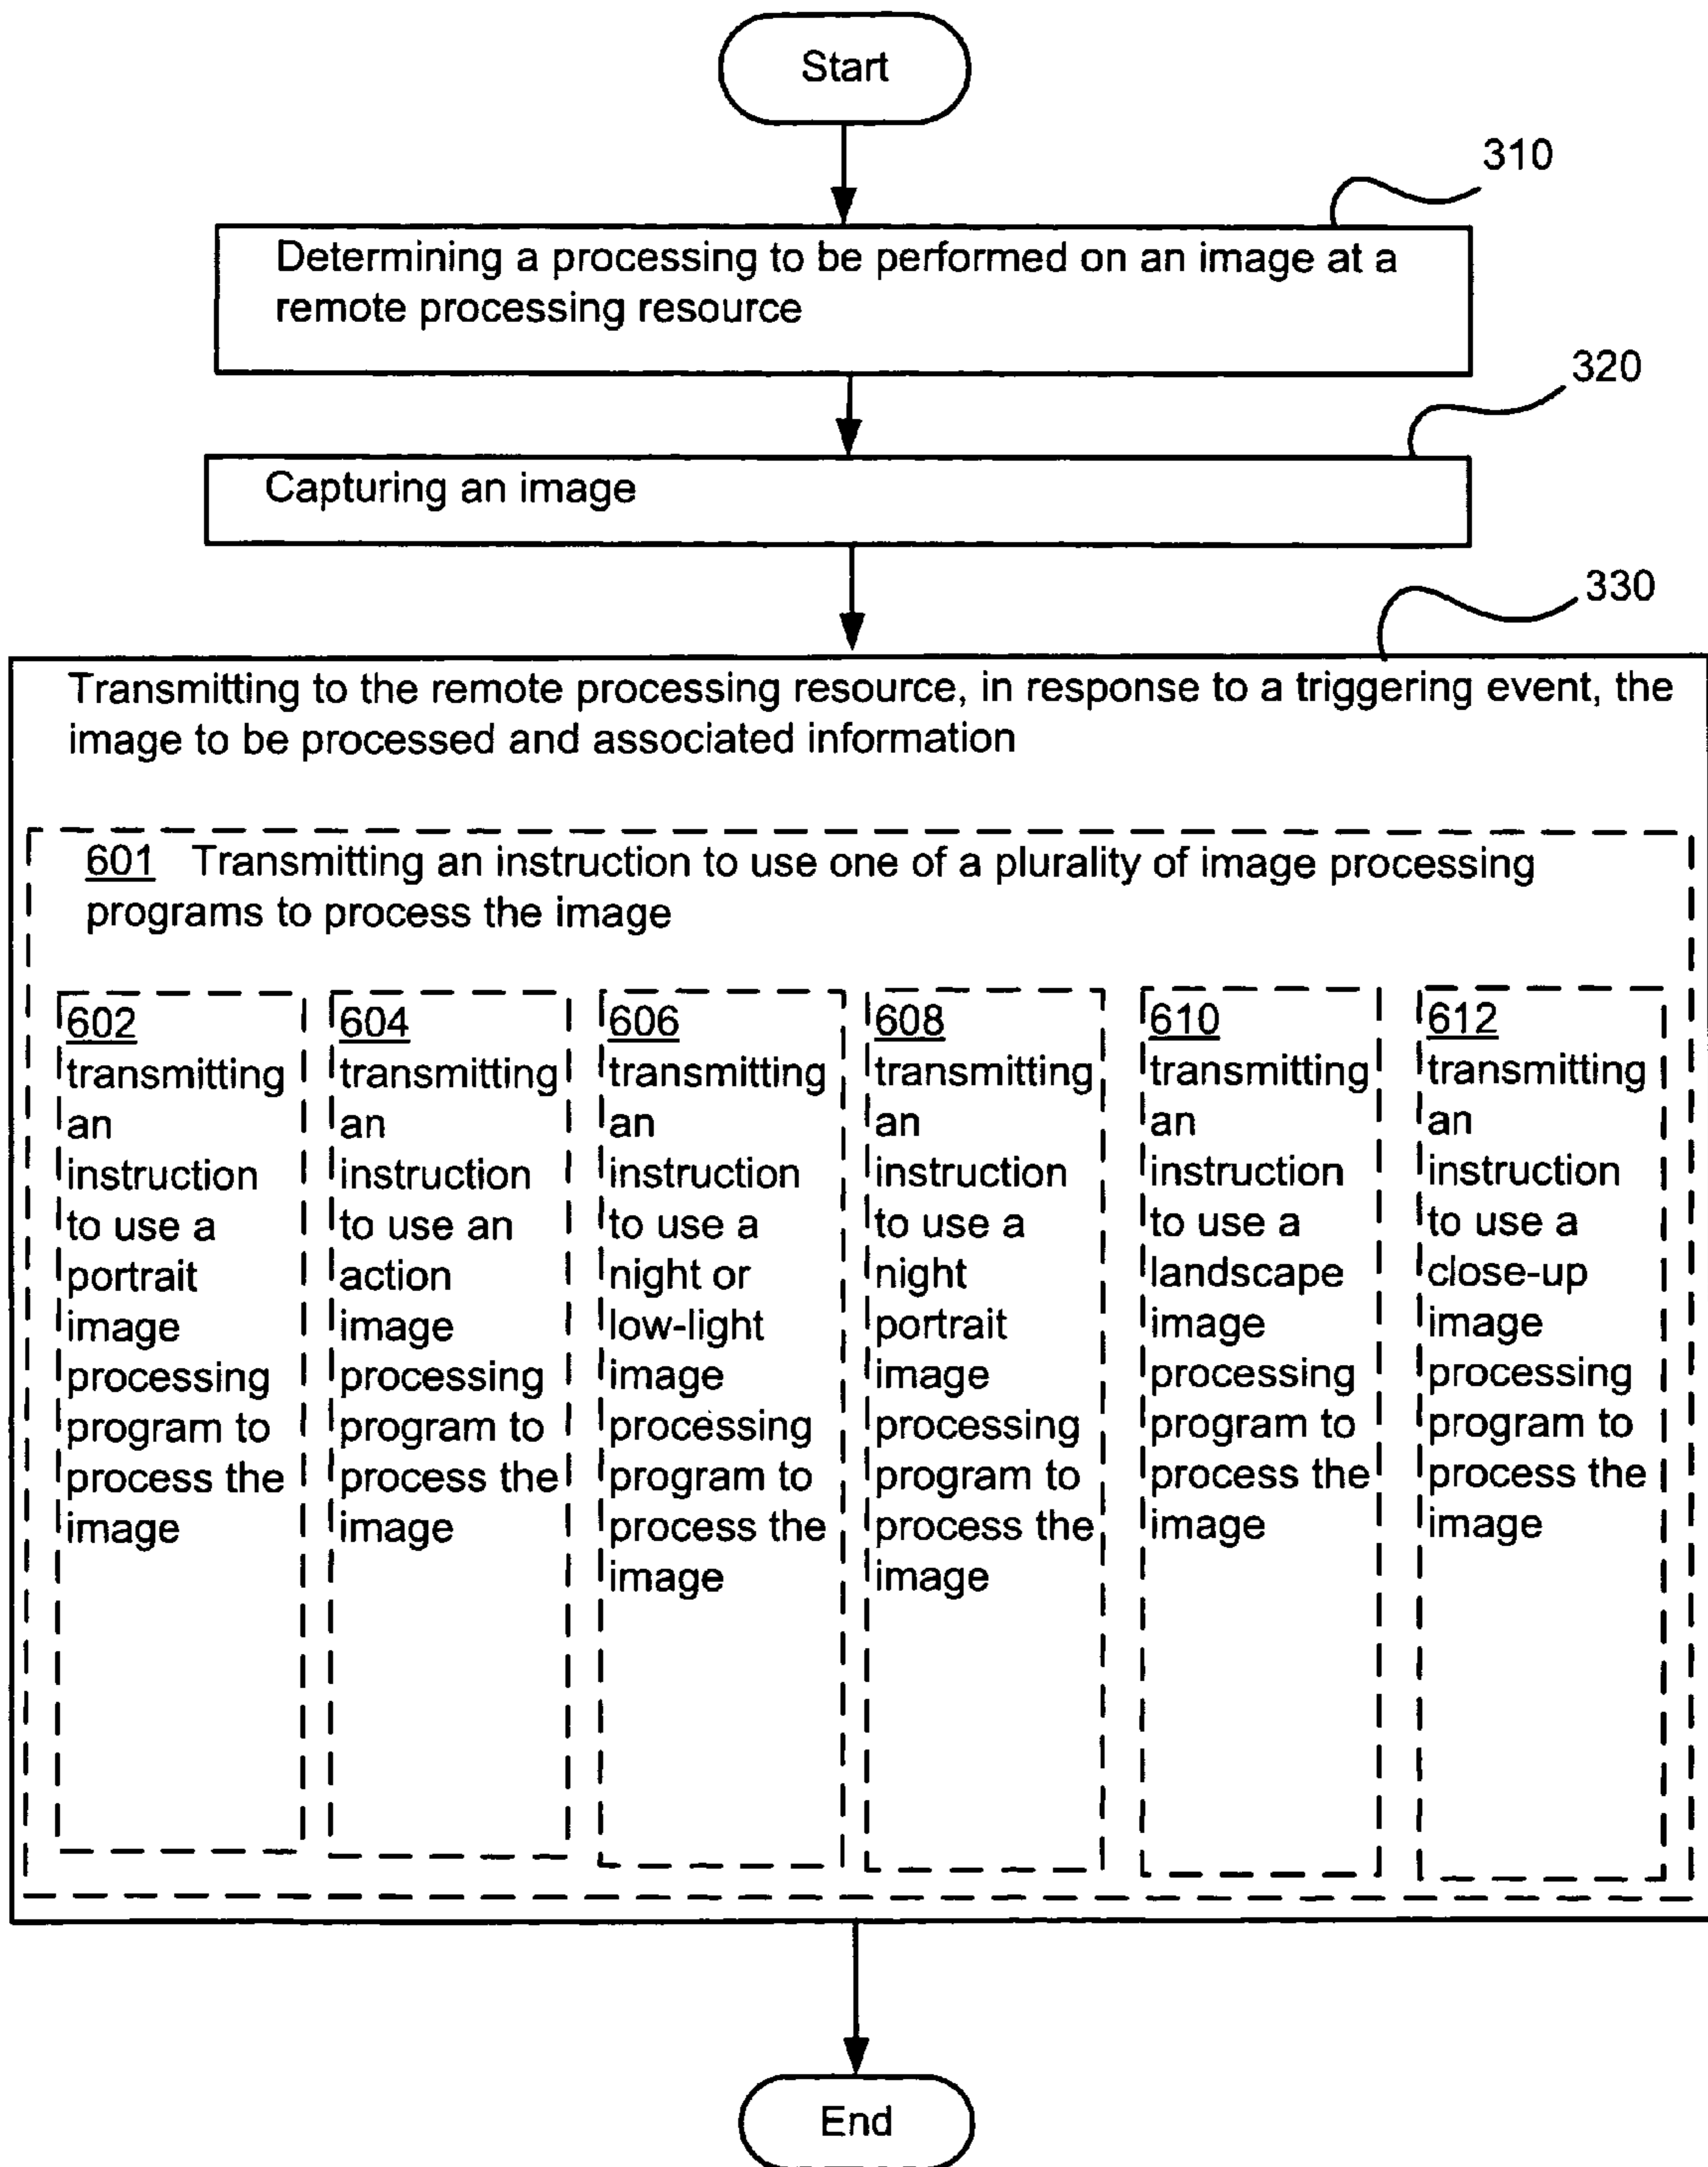 Start
310
Determining a processing to be performed on an image at a
remote processing resource
320
Capturing an image
330
Transmitting to the remote processing resource, in response to a triggering event, the
image to be processed and associated information
601 Transmitting an instruction to use one of a plurality of image processing
programs to process the image
602
transmitting
an
instruction
to use a
portrait
image
processing
program to
process the
image
604
transmitting
an
instruction
to use an
action
image
processing
program to
process the
image
606
transmitting
an
instruction
to use a
night or
low-light
image
processing
program to
process the
image
608
transmitting
an
instruction
to use a
night
portrait
image
processing
program to
process the
image
610
transmitting
an
instruction
to use a
landscape
image
processing
program to
process the
image
612
transmitting
an
instruction
to use a
close-up
image
processing
program to
process the
image
End